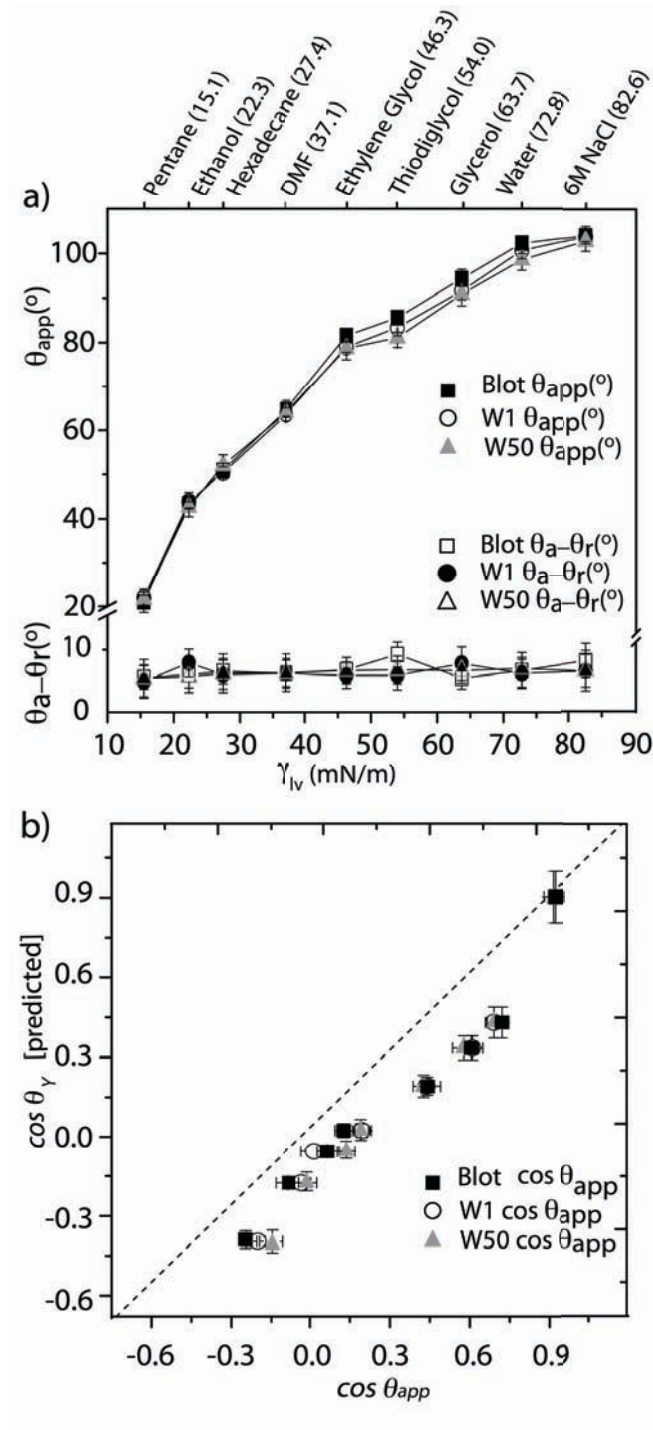 Pentane (15.1)
Ethanol (22.3)
Hexadecane (27.4)
DMF (37.1)
Ethylene Glycol (46.3)
Thiodiglycol (54.0)
Glycerol (63.7)
Water (72.8)
6M NaCl (82.6)
a)
100
80
60
40
20
10
0
θapp(º)
θa–θr(º)
Blot θapp(º)
W1 θapp(º)
W50 θapp(º)
Blot θa–θr(º)
W1 θa–θr(º)
W50 θa–θr(º)
10 20 30 40 50 60 70 80 90
γlv (mN/m)
b)
0.9
0.6
0.3
0.0
-0.3
-0.6
cos θY [predicted]
Blot cos θapp
W1 cos θapp
W50 cos θapp
-0.6 -0.3 0.0 0.3 0.6 0.9
cos θapp